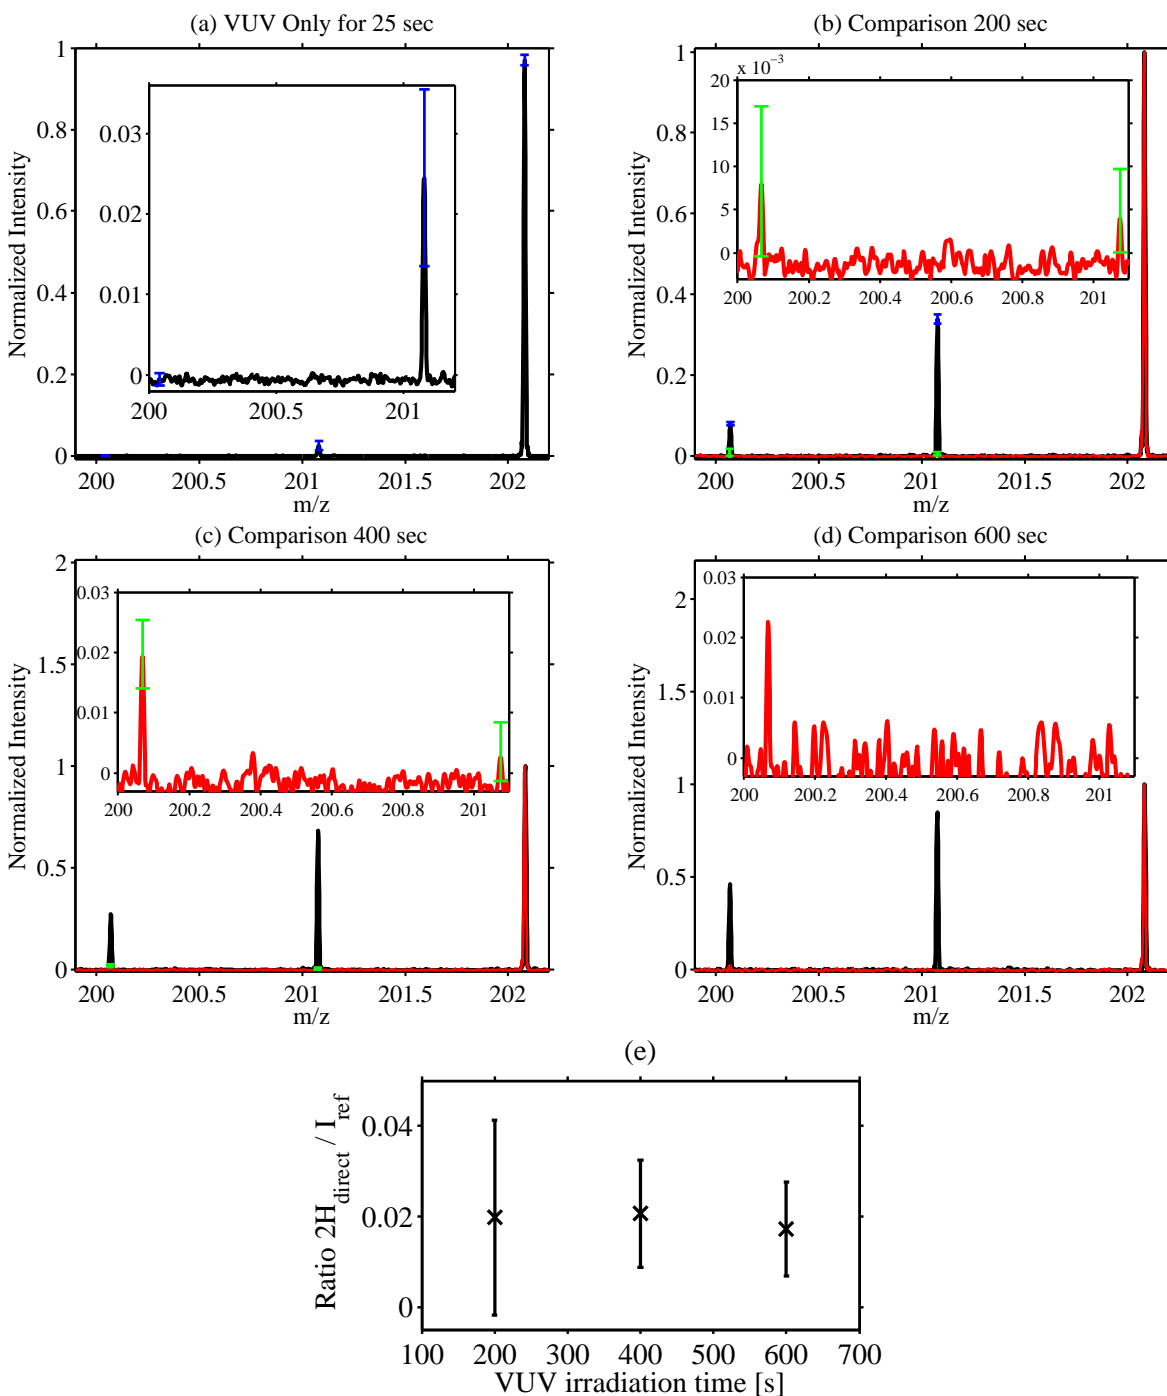 (a) VUV Only for 25 sec
Normalized Intensity
1
0.8
0.6
0.4
0.2
0
200 200.5 201 201.5 202
m/z
0.03
0.02
0.01
0
200 200.5 201
(b) Comparison 200 sec
Normalized Intensity
1
0.8
0.6
0.4
0.2
0
200 200.5 201 201.5 202
m/z
x 10⁻³
20
15
10
5
0
200 200.2 200.4 200.6 200.8 201
(c) Comparison 400 sec
Normalized Intensity
2
1.5
1
0.5
0
200 200.5 201 201.5 202
m/z
0.03
0.02
0.01
0
200 200.2 200.4 200.6 200.8 201
(d) Comparison 600 sec
Normalized Intensity
2
1.5
1
0.5
0
200 200.5 201 201.5 202
m/z
0.03
0.02
0.01
0
200 200.2 200.4 200.6 200.8 201
(e)
Ratio 2H_direct / I_ref
0.04
0.02
0
100 200 300 400 500 600 700
VUV irradiation time [s]